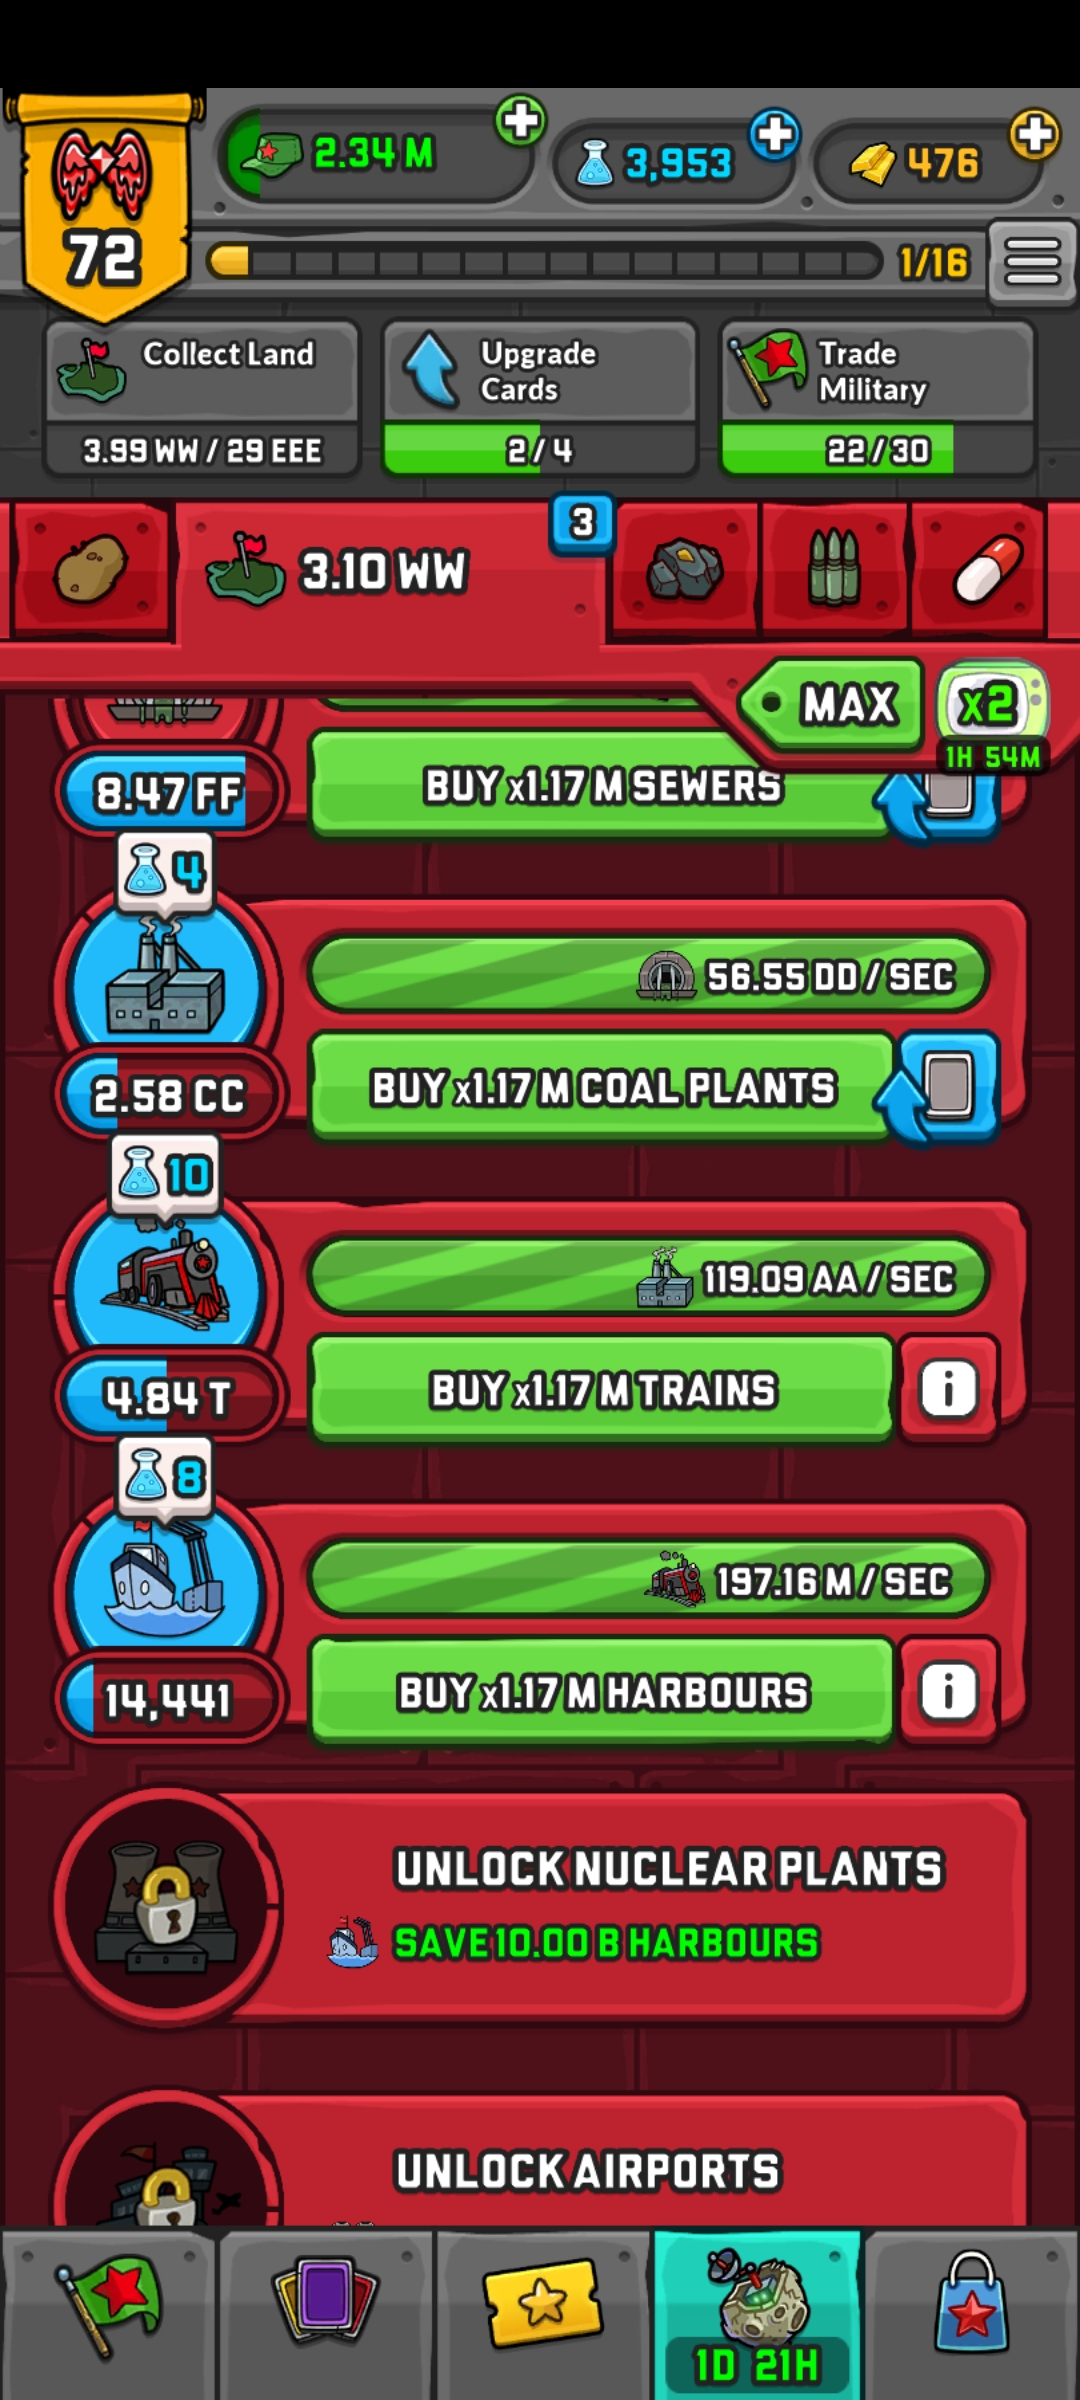 2.34 M
3,953
476
72
1/16
Collect Land
3.99 WW / 29 EEE
Upgrade
Cards
2/4
Trade
Military
22/30
3.10 WW
3
MAX
x2
1H 54M
8.47 FF
BUY x1.17 M SEWERS
4
56.55 DD / SEC
2.58 CC
BUY x1.17 M COAL PLANTS
10
119.09 AA / SEC
4.84 T
BUY x1.17 M TRAINS
i
8
197.16 M / SEC
14,441
BUY x1.17 M HARBOURS
i
UNLOCK NUCLEAR PLANTS
SAVE 10.00 B HARBOURS
UNLOCK AIRPORTS
1D 21H